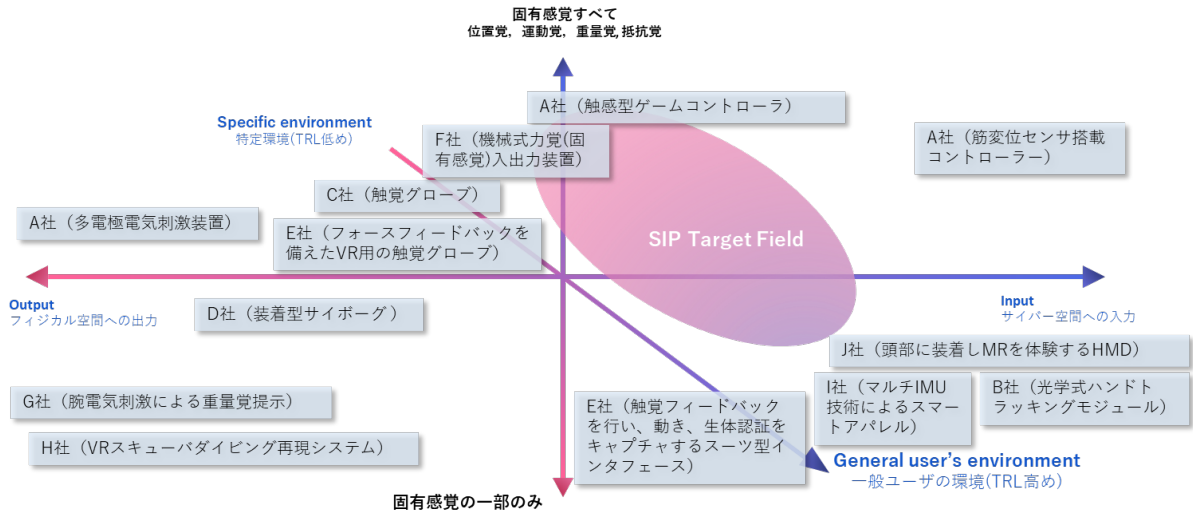 固有感覚すべて
位置覚，運動覚，重量覚, 抵抗覚
A社（触感型ゲームコントローラ）
Specific environment
特定環境(TRL低め)
F社（機械式力覚(固
有感覚)入出力装置）
A社（筋変位センサ搭載
コントローラー）
C社（触覚グローブ）
A社（多電極電気刺激装置）
E社（フォースフィードバックを
備えたVR用の触覚グローブ）
SIP Target Field
Output
フィジカル空間への出力
Input
サイバー空間への入力
D社（装着型サイボーグ ）
J社（頭部に装着しMRを体験するHMD）
G社（腕電気刺激による重量覚提示）
E社（触覚フィードバック
を行い、動き、生体認証を
キャプチャするスーツ型イ
ンタフェース）
I社（マルチIMU
技術によるスマー
トアパレル）
B社（光学式ハンドト
ラッキングモジュール）
H社（VRスキューバダイビング再現システム）
General user's environment
一般ユーザの環境(TRL高め)
固有感覚の一部のみ